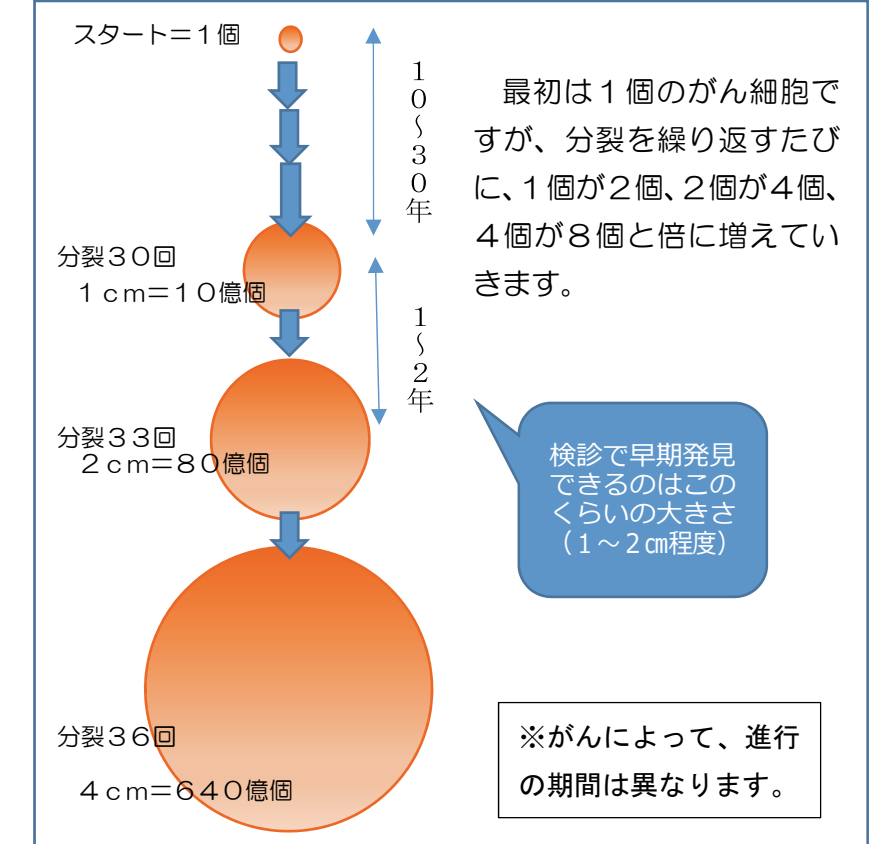 スタート＝１個
１０～３０年
最初は１個のがん細胞で
すが、分裂を繰り返すたび
に、１個が２個、２個が４個、
４個が８個と倍に増えてい
きます。
分裂３０回
１ｃｍ＝１０億個
１～２年
分裂３３回
２ｃｍ＝８０億個
検診で早期発見
できるのはこの
くらいの大きさ
（１～２㎝程度）
分裂３６回
４ｃｍ＝６４０億個
※がんによって、進行
の期間は異なります。